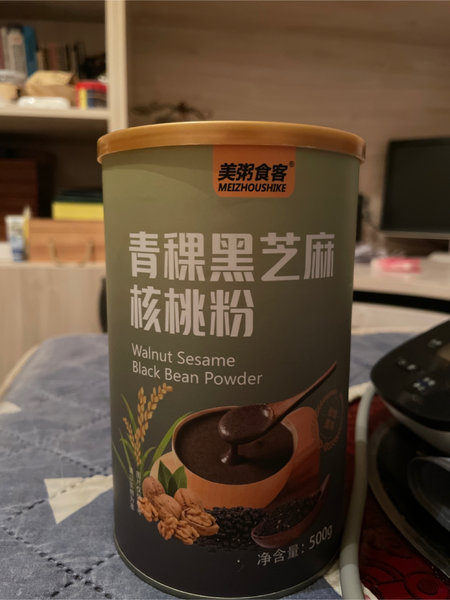 美粥食客®
MEIZHOUSHIKE
青稞黑芝麻
核桃粉
Walnut Sesame
Black Bean Powder
净含量: 500g